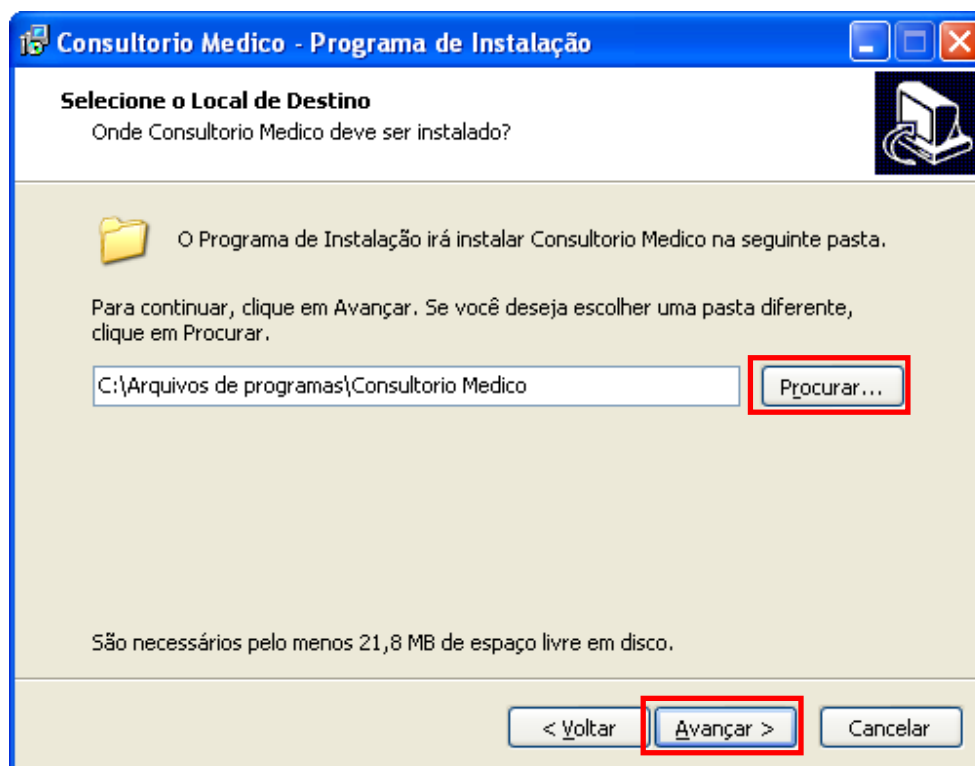 Consultorio Medico - Programa de Instalação
Selecione o Local de Destino
Onde Consultorio Medico deve ser instalado?
O Programa de Instalação irá instalar Consultorio Medico na seguinte pasta.
Para continuar, clique em Avançar. Se você deseja escolher uma pasta diferente,
clique em Procurar.
C:\Arquivos de programas\Consultorio Medico
Procurar...
São necessários pelo menos 21,8 MB de espaço livre em disco.
< Voltar
Avançar >
Cancelar